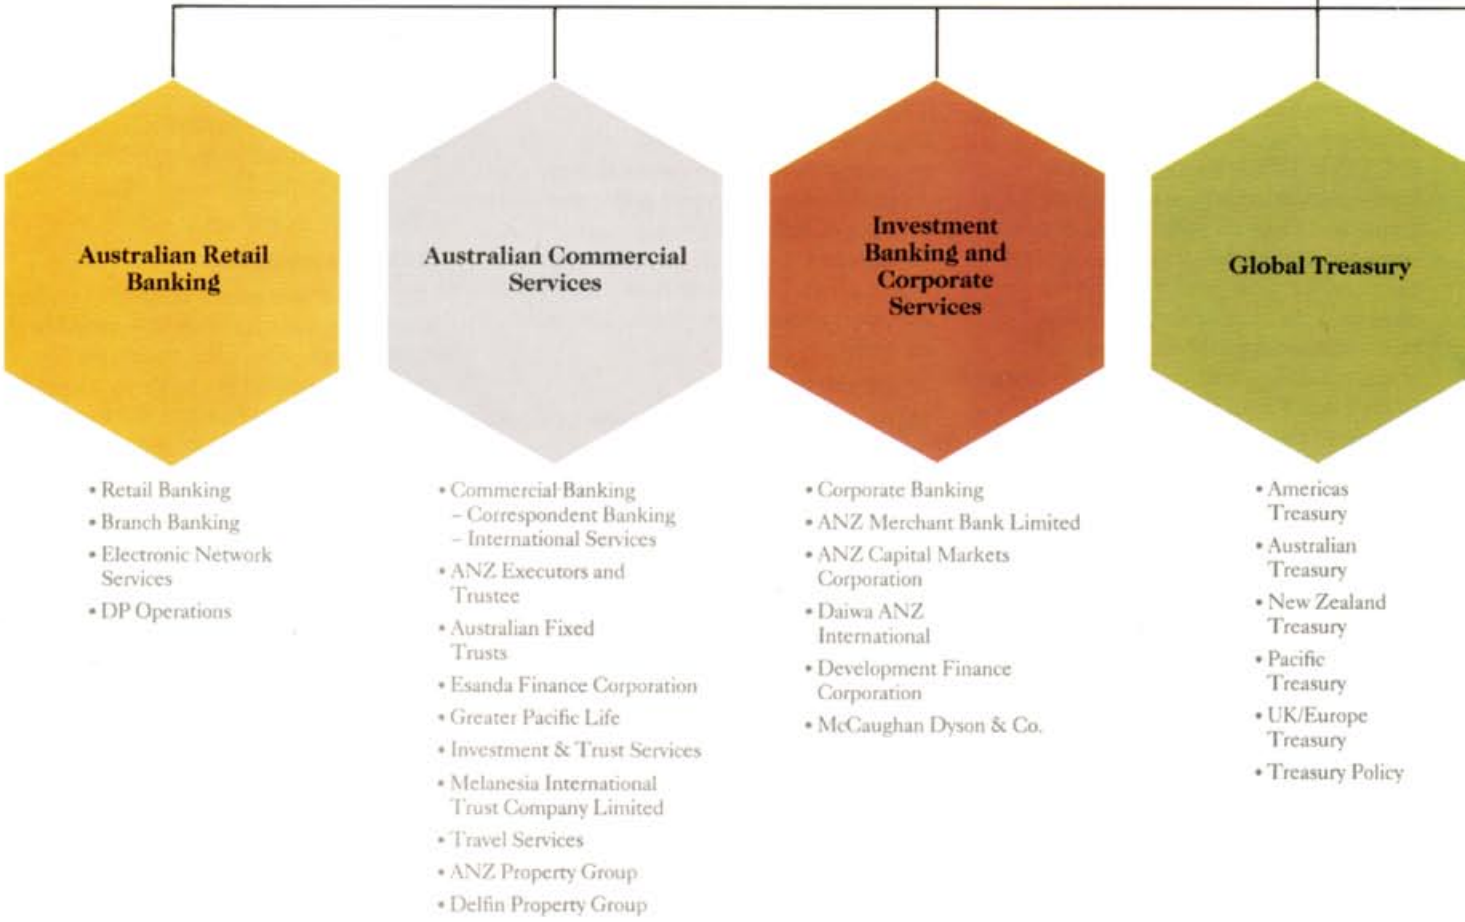 Australian Retail
Banking
• Retail Banking
• Branch Banking
• Electronic Network
Services
• DP Operations
Australian Commercial
Services
• Commercial Banking
– Correspondent Banking
– International Services
• ANZ Executors and
Trustee
• Australian Fixed
Trusts
• Esanda Finance Corporation
• Greater Pacific Life
• Investment & Trust Services
• Melanesia International
Trust Company Limited
• Travel Services
• ANZ Property Group
• Delfin Property Group
Investment
Banking and
Corporate
Services
• Corporate Banking
• ANZ Merchant Bank Limited
• ANZ Capital Markets
Corporation
• Daiwa ANZ
International
• Development Finance
Corporation
• McCaughan Dyson & Co.
Global Treasury
• Americas
Treasury
• Australian
Treasury
• New Zealand
Treasury
• Pacific
Treasury
• UK/Europe
Treasury
• Treasury Policy